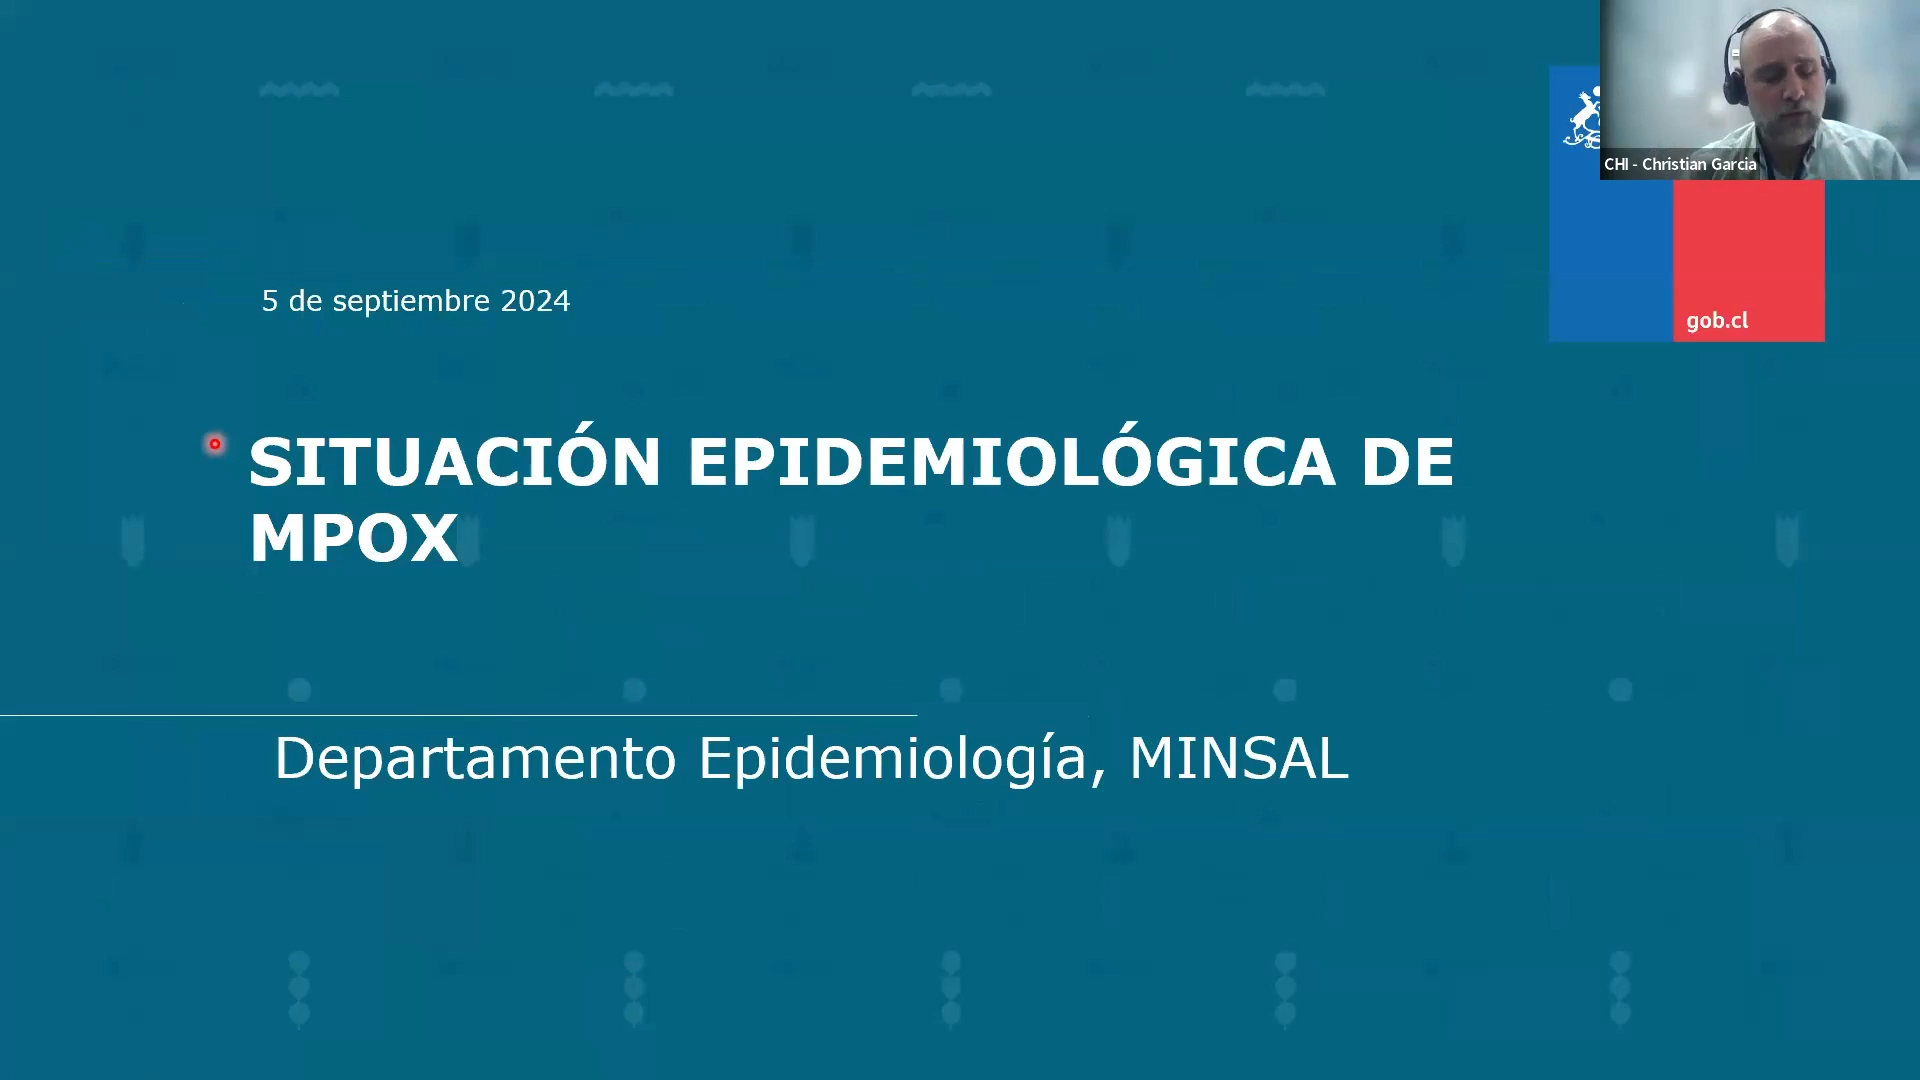 CHI - Christian Garcia
gob.cl
5 de septiembre 2024
SITUACIÓN EPIDEMIOLÓGICA DE
MPOX
Departamento Epidemiología, MINSAL